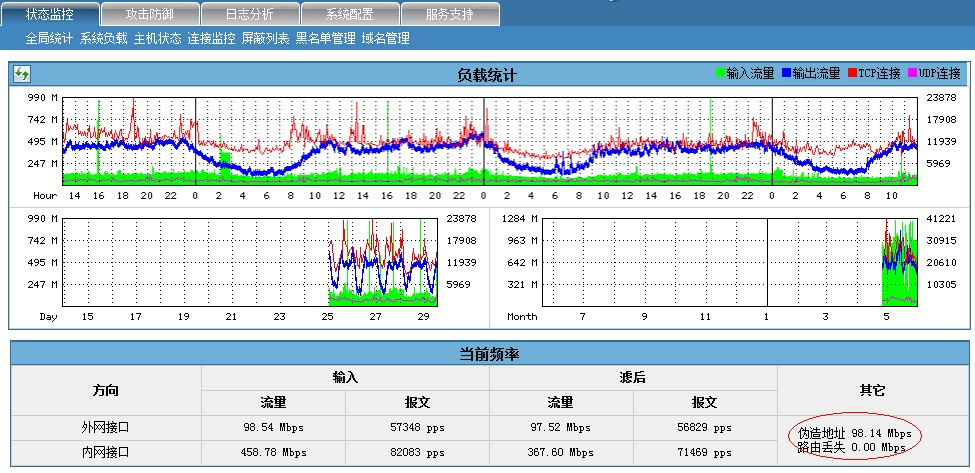 状态监控 攻击防御 日志分析 系统配置 服务支持
全局统计 系统负载 主机状态 连接监控 屏蔽列表 黑名单管理 域名管理
负载统计 输入流量 输出流量 TCP连接 UDP连接
990 M 23878
742 M 17908
495 M 11939
247 M 5969
Hour 14 16 18 20 22 0 2 4 6 8 10 12 14 16 18 20 22 0 2 4 6 8 10 12 14 16 18 20 22 0 2 4 6 8 10
990 M 23878 1284 M 41221
742 M 17908 963 M 30915
495 M 11939 642 M 20610
247 M 5969 321 M 10305
Day 15 17 19 21 23 25 27 29 Month 7 9 11 1 3 5
当前频率
方向 输入 滤后 其它
流量 报文 流量 报文
外网接口 98.54 Mbps 57348 pps 97.52 Mbps 56829 pps
伪造地址 98.14 Mbps
路由丢失 0.00 Mbps
内网接口 458.78 Mbps 82083 pps 367.60 Mbps 71469 pps